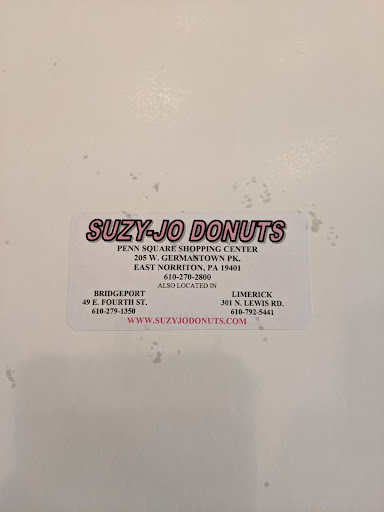 SUZY-JO DONUTS
PENN SQUARE SHOPPING CENTER
205 W. GERMANTOWN PK.
EAST NORRITON, PA 19401
610-270-2800
ALSO LOCATED IN
BRIDGEPORT
49 E. FOURTH ST.
610-279-1350
LIMERICK
301 N. LEWIS RD.
610-792-5441
WWW.SUZYJODONUTS.COM